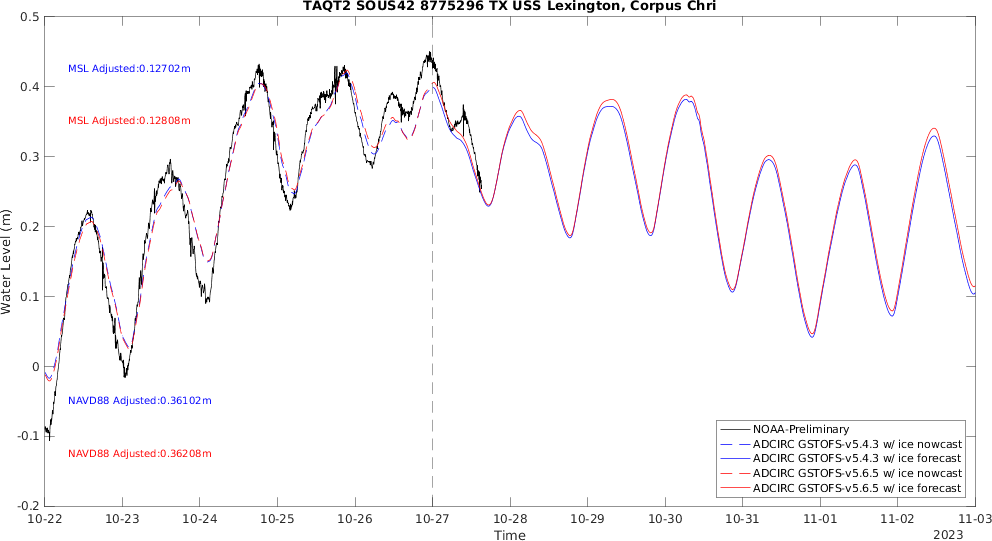 TAQT2 SOUS42 8775296 TX USS Lexington, Corpus Chri
0.5
0.4
0.3
0.2
0.1
0
-0.1
-0.2
Water Level (m)
MSL Adjusted:0.12702m
MSL Adjusted:0.12808m
NAVD88 Adjusted:0.36102m
NAVD88 Adjusted:0.36208m
NOAA-Preliminary
ADCIRC GSTOFS-v5.4.3 w/ ice nowcast
ADCIRC GSTOFS-v5.4.3 w/ ice forecast
ADCIRC GSTOFS-v5.6.5 w/ ice nowcast
ADCIRC GSTOFS-v5.6.5 w/ ice forecast
10-22 10-23 10-24 10-25 10-26 10-27 10-28 10-29 10-30 10-31 11-01 11-02 11-03
Time
2023